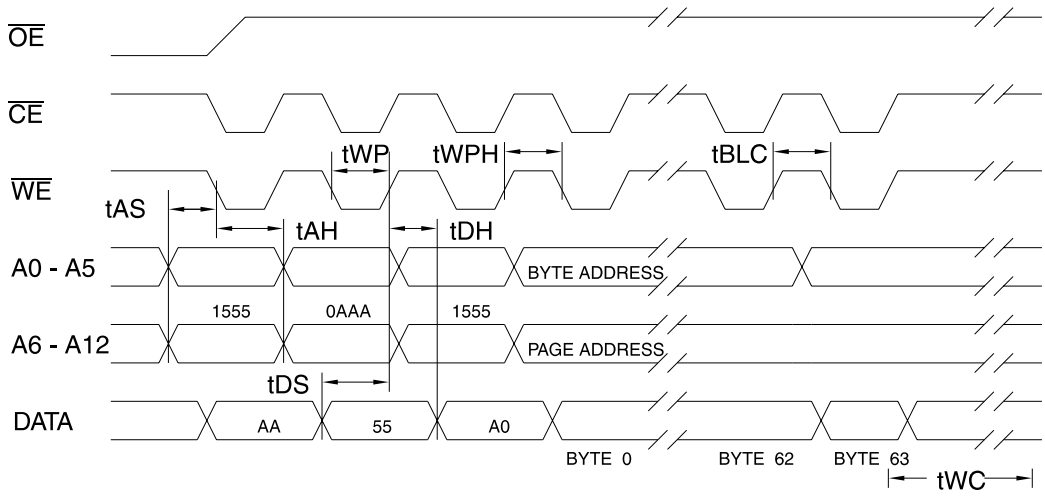 OE
CE
tWP tWPH tBLC
WE
tAS
tAH tDH
A0 - A5 BYTE ADDRESS
1555 0AAA 1555
A6 - A12 PAGE ADDRESS
tDS
DATA AA 55 A0
BYTE 0 BYTE 62 BYTE 63
tWC